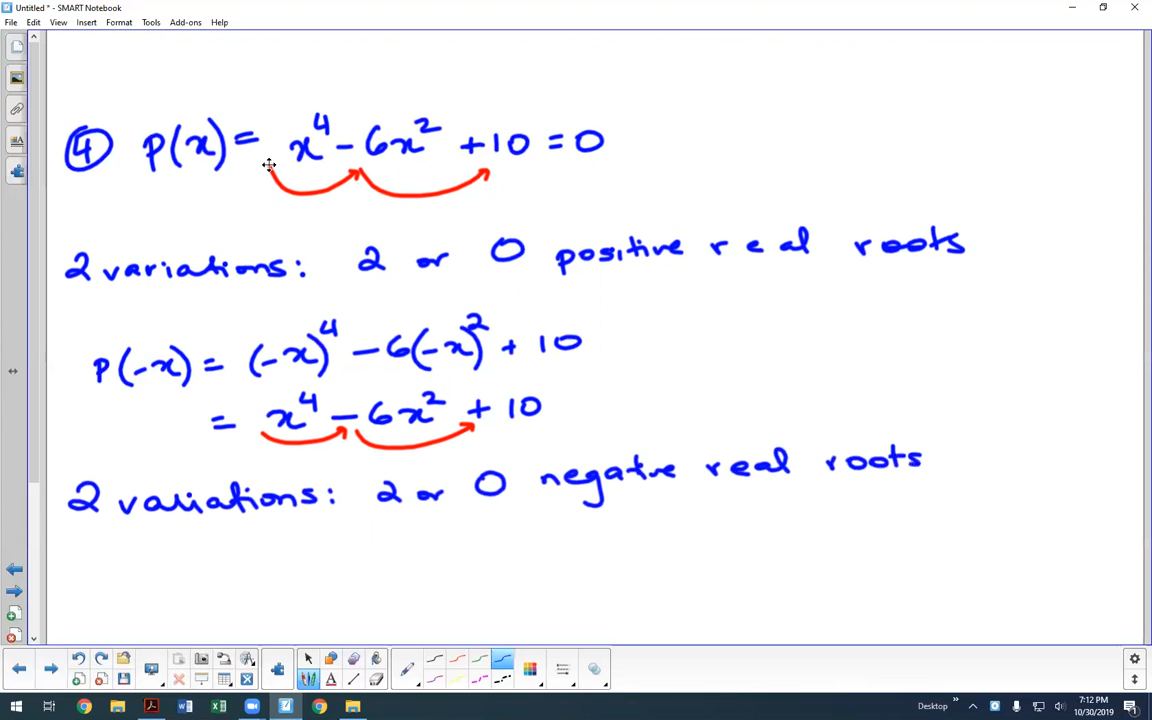 Untitled * - SMART Notebook
File Edit View Insert Format Tools Add-ons Help
④ P(x) = x⁴ - 6x² + 10 = 0
2 variations: 2 or 0 positive real roots
P(-x) = (-x)⁴ - 6(-x)² + 10
= x⁴ - 6x² + 10
2 variations: 2 or 0 negative real roots
Desktop
7:12 PM
10/30/2019